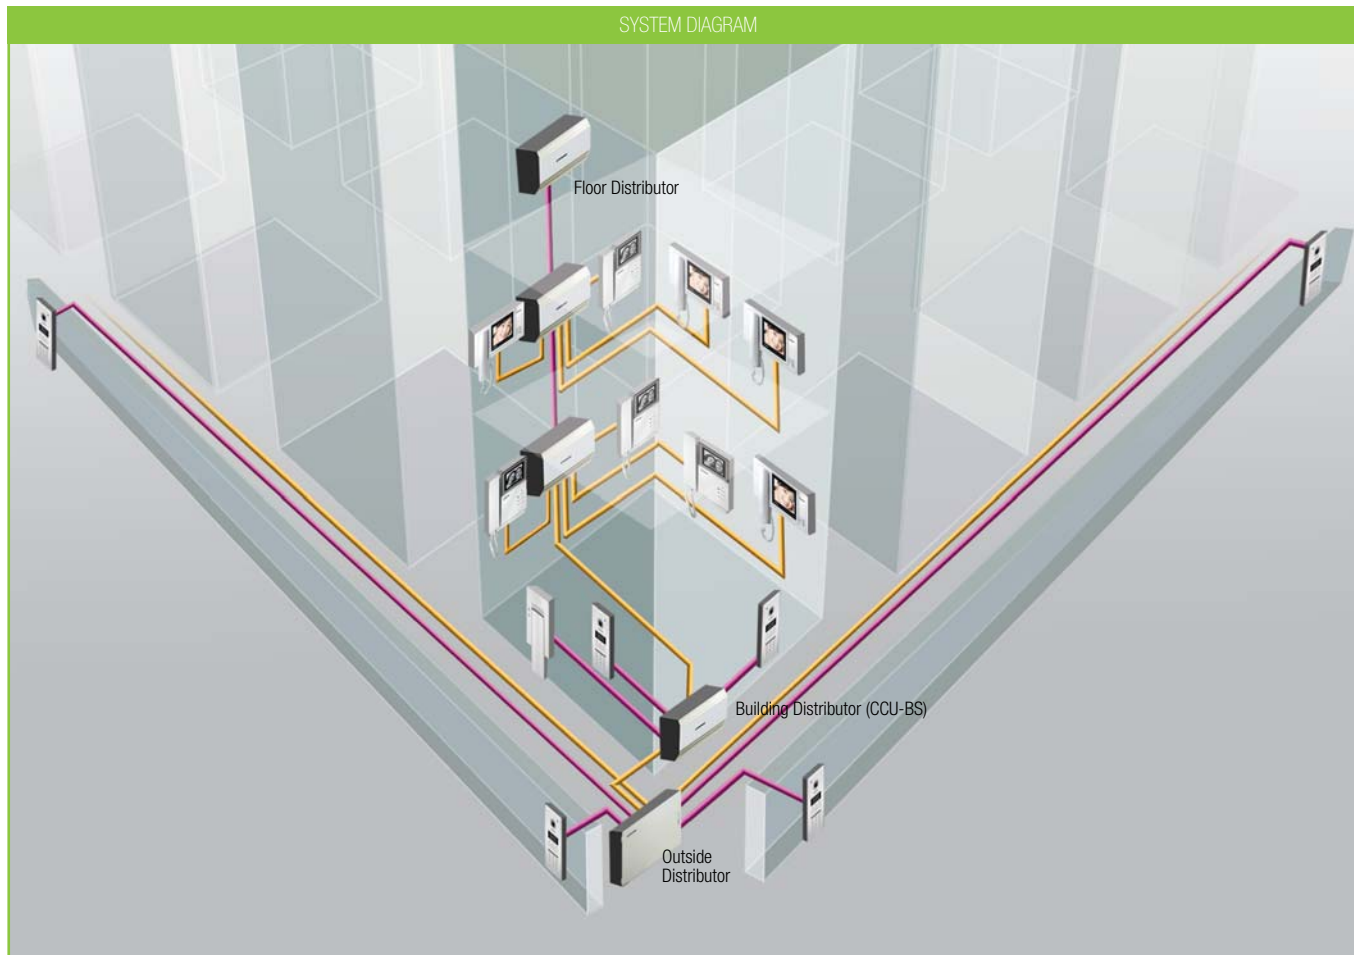 SYSTEM DIAGRAM
Floor Distributor
Building Distributor (CCU-BS)
Outside
Distributor